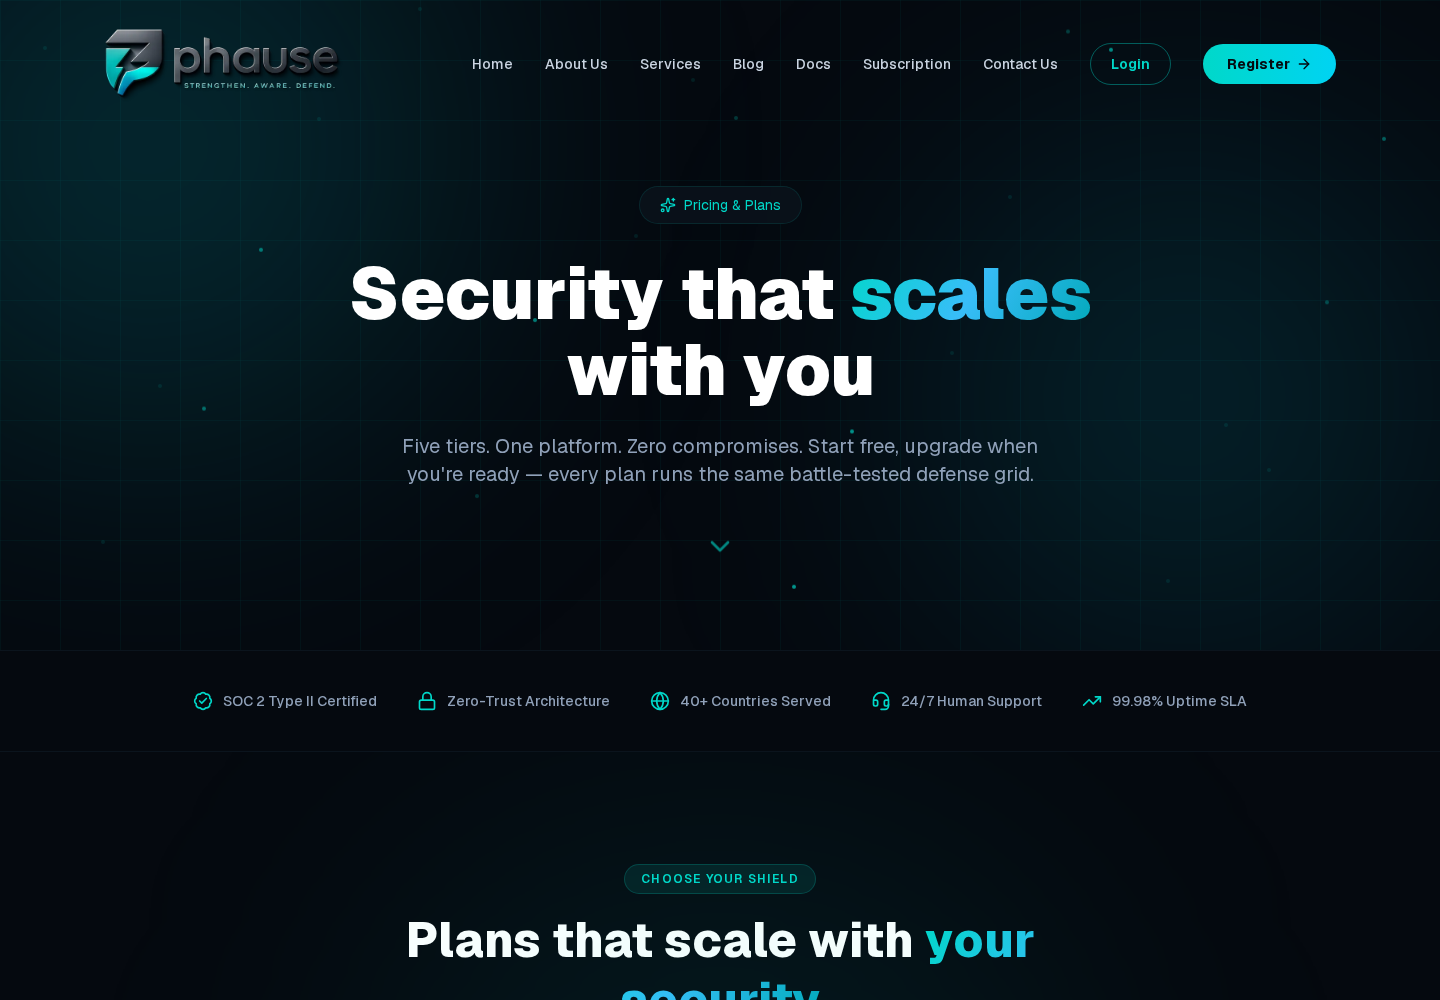 phause
STRENGTHEN. AWARE. DEFEND.
Home About Us Services Blog Docs Subscription Contact Us Login Register
Pricing & Plans
Security that scales
with you
Five tiers. One platform. Zero compromises. Start free, upgrade when
you're ready — every plan runs the same battle-tested defense grid.
SOC 2 Type II Certified Zero-Trust Architecture 40+ Countries Served 24/7 Human Support 99.98% Uptime SLA
CHOOSE YOUR SHIELD
Plans that scale with your
security